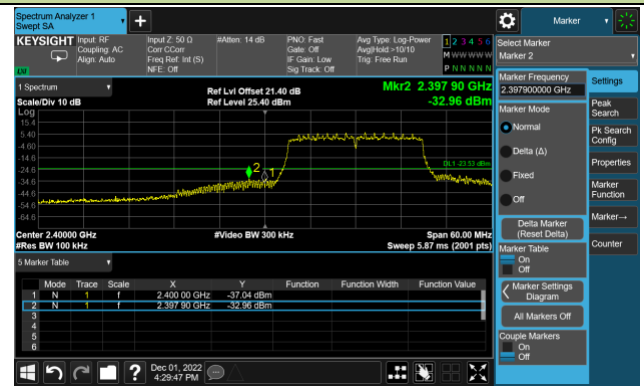 Spectrum Analyzer 1
Swept SA
+
Marker
KEYSIGHT Input: RF Input Z: 50 Ω #Atten: 14 dB PNO: Fast Avg Type: Log-Power 1 2 3 4 5 6
Coupling: AC Corr CCorr Gate: Off Avg|Hold >10/10 M W W W W W
Align: Auto Freq Ref: Int (S) IF Gain: Low Trig: Free Run P N N N N N
LXI NFE: Off Sig Track: Off
Select Marker
Marker 2
1 Spectrum
Ref Lvl Offset 21.40 dB
Mkr2 2.397 90 GHz
Scale/Div 10 dB Ref Level 25.40 dBm -32.96 dBm
Log
15.4
5.40
-4.60
-14.6
DL1 -23.53 dBm
-24.6
2
1
-34.6
-44.6
-54.6
-64.6
Center 2.40000 GHz #Video BW 300 kHz Span 60.00 MHz
#Res BW 100 kHz Sweep 5.87 ms (2001 pts)
5 Marker Table
Mode Trace Scale X Y Function Function Width Function Value
1 N 1 f 2.400 00 GHz -37.04 dBm
2 N 1 f 2.397 90 GHz -32.96 dBm
3
4
5
6
Marker Frequency
2.397900000 GHz
Marker Mode
Normal
Delta (Δ)
Fixed
Off
Delta Marker
(Reset Delta)
Marker Table
On
Off
Marker Settings
Diagram
All Markers Off
Couple Markers
On
Off
Settings
Peak
Search
Pk Search
Config
Properties
Marker
Function
Marker→
Counter
?
Dec 01, 2022
4:29:47 PM